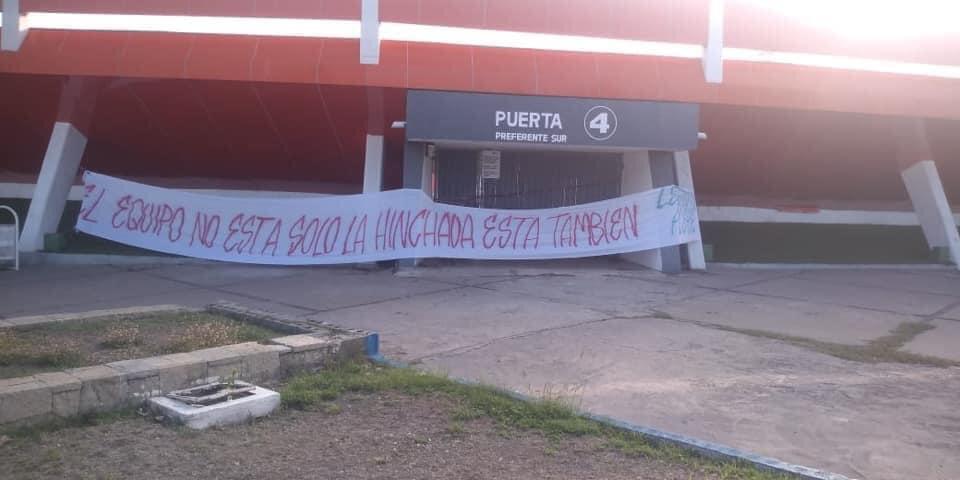 PUERTA 4
PREFERENTE SUR
EL EQUIPO NO ESTA SOLO LA HINCHADA ESTA TAMBIEN